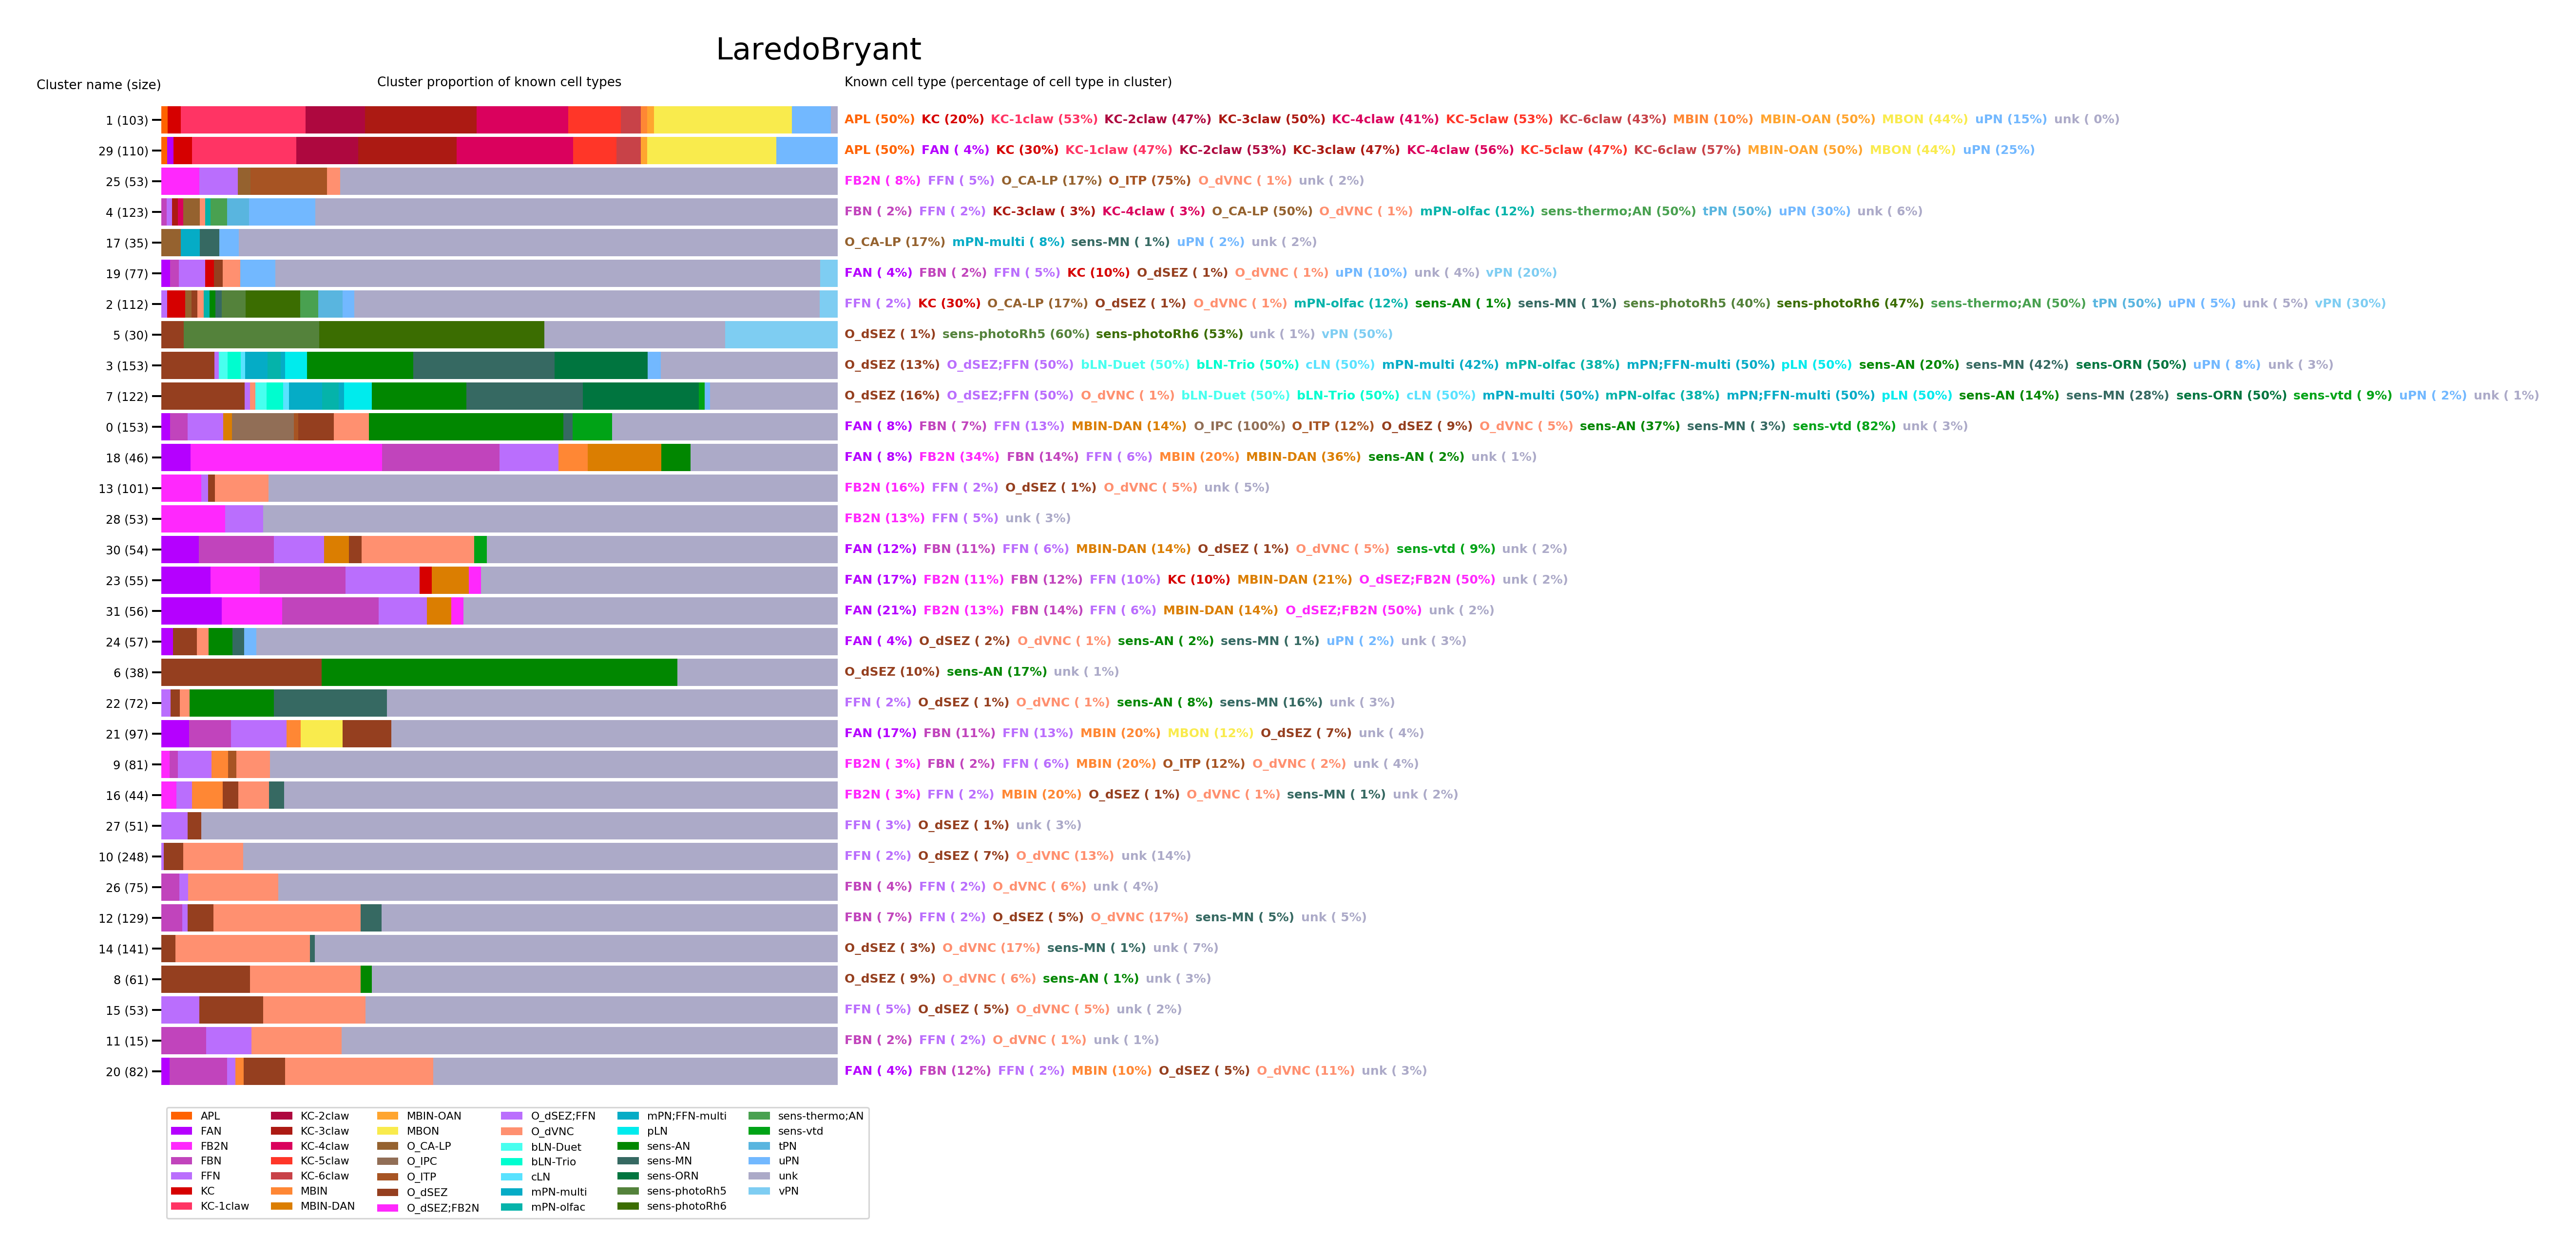 LaredoBryant
Cluster name (size) Cluster proportion of known cell types Known cell type (percentage of cell type in cluster)
1 (103) APL (50%) KC (20%) KC-1claw (53%) KC-2claw (47%) KC-3claw (50%) KC-4claw (41%) KC-5claw (53%) KC-6claw (43%) MBIN (10%) MBIN-OAN (50%) MBON (44%) uPN (15%) unk ( 0%)
29 (110) APL (50%) FAN ( 4%) KC (30%) KC-1claw (47%) KC-2claw (53%) KC-3claw (47%) KC-4claw (56%) KC-5claw (47%) KC-6claw (57%) MBIN-OAN (50%) MBON (44%) uPN (25%)
25 (53) FB2N ( 8%) FFN ( 5%) O_CA-LP (17%) O_ITP (75%) O_dVNC ( 1%) unk ( 2%)
4 (123) FBN ( 2%) FFN ( 2%) KC-3claw ( 3%) KC-4claw ( 3%) O_CA-LP (50%) O_dVNC ( 1%) mPN-olfac (12%) sens-thermo;AN (50%) tPN (50%) uPN (30%) unk ( 6%)
17 (35) O_CA-LP (17%) mPN-multi ( 8%) sens-MN ( 1%) uPN ( 2%) unk ( 2%)
19 (77) FAN ( 4%) FBN ( 2%) FFN ( 5%) KC (10%) O_dSEZ ( 1%) O_dVNC ( 1%) uPN (10%) unk ( 4%) vPN (20%)
2 (112) FFN ( 2%) KC (30%) O_CA-LP (17%) O_dSEZ ( 1%) O_dVNC ( 1%) mPN-olfac (12%) sens-AN ( 1%) sens-MN ( 1%) sens-photoRh5 (40%) sens-photoRh6 (47%) sens-thermo;AN (50%) tPN (50%) uPN ( 5%) unk ( 5%) vPN (30%)
5 (30) O_dSEZ ( 1%) sens-photoRh5 (60%) sens-photoRh6 (53%) unk ( 1%) vPN (50%)
3 (153) O_dSEZ (13%) O_dSEZ;FFN (50%) bLN-Duet (50%) bLN-Trio (50%) cLN (50%) mPN-multi (42%) mPN-olfac (38%) mPN;FFN-multi (50%) pLN (50%) sens-AN (20%) sens-MN (42%) sens-ORN (50%) uPN ( 8%) unk ( 3%)
7 (122) O_dSEZ (16%) O_dSEZ;FFN (50%) O_dVNC ( 1%) bLN-Duet (50%) bLN-Trio (50%) cLN (50%) mPN-multi (50%) mPN-olfac (38%) mPN;FFN-multi (50%) pLN (50%) sens-AN (14%) sens-MN (28%) sens-ORN (50%) sens-vtd ( 9%) uPN ( 2%) unk ( 1%)
0 (153) FAN ( 8%) FBN ( 7%) FFN (13%) MBIN-DAN (14%) O_IPC (100%) O_ITP (12%) O_dSEZ ( 9%) O_dVNC ( 5%) sens-AN (37%) sens-MN ( 3%) sens-vtd (82%) unk ( 3%)
18 (46) FAN ( 8%) FB2N (34%) FBN (14%) FFN ( 6%) MBIN (20%) MBIN-DAN (36%) sens-AN ( 2%) unk ( 1%)
13 (101) FB2N (16%) FFN ( 2%) O_dSEZ ( 1%) O_dVNC ( 5%) unk ( 5%)
28 (53) FB2N (13%) FFN ( 5%) unk ( 3%)
30 (54) FAN (12%) FBN (11%) FFN ( 6%) MBIN-DAN (14%) O_dSEZ ( 1%) O_dVNC ( 5%) sens-vtd ( 9%) unk ( 2%)
23 (55) FAN (17%) FB2N (11%) FBN (12%) FFN (10%) KC (10%) MBIN-DAN (21%) O_dSEZ;FB2N (50%) unk ( 2%)
31 (56) FAN (21%) FB2N (13%) FBN (14%) FFN ( 6%) MBIN-DAN (14%) O_dSEZ;FB2N (50%) unk ( 2%)
24 (57) FAN ( 4%) O_dSEZ ( 2%) O_dVNC ( 1%) sens-AN ( 2%) sens-MN ( 1%) uPN ( 2%) unk ( 3%)
6 (38) O_dSEZ (10%) sens-AN (17%) unk ( 1%)
22 (72) FFN ( 2%) O_dSEZ ( 1%) O_dVNC ( 1%) sens-AN ( 8%) sens-MN (16%) unk ( 3%)
21 (97) FAN (17%) FBN (11%) FFN (13%) MBIN (20%) MBON (12%) O_dSEZ ( 7%) unk ( 4%)
9 (81) FB2N ( 3%) FBN ( 2%) FFN ( 6%) MBIN (20%) O_ITP (12%) O_dVNC ( 2%) unk ( 4%)
16 (44) FB2N ( 3%) FFN ( 2%) MBIN (20%) O_dSEZ ( 1%) O_dVNC ( 1%) sens-MN ( 1%) unk ( 2%)
27 (51) FFN ( 3%) O_dSEZ ( 1%) unk ( 3%)
10 (248) FFN ( 2%) O_dSEZ ( 7%) O_dVNC (13%) unk (14%)
26 (75) FBN ( 4%) FFN ( 2%) O_dVNC ( 6%) unk ( 4%)
12 (129) FBN ( 7%) FFN ( 2%) O_dSEZ ( 5%) O_dVNC (17%) sens-MN ( 5%) unk ( 5%)
14 (141) O_dSEZ ( 3%) O_dVNC (17%) sens-MN ( 1%) unk ( 7%)
8 (61) O_dSEZ ( 9%) O_dVNC ( 6%) sens-AN ( 1%) unk ( 3%)
15 (53) FFN ( 5%) O_dSEZ ( 5%) O_dVNC ( 5%) unk ( 2%)
11 (15) FBN ( 2%) FFN ( 2%) O_dVNC ( 1%) unk ( 1%)
20 (82) FAN ( 4%) FBN (12%) FFN ( 2%) MBIN (10%) O_dSEZ ( 5%) O_dVNC (11%) unk ( 3%)
APL KC-2claw MBIN-OAN O_dSEZ;FFN mPN;FFN-multi sens-thermo;AN
FAN KC-3claw MBON O_dVNC pLN sens-vtd
FB2N KC-4claw O_CA-LP bLN-Duet sens-AN tPN
FBN KC-5claw O_IPC bLN-Trio sens-MN uPN
FFN KC-6claw O_ITP cLN sens-ORN unk
KC MBIN O_dSEZ mPN-multi sens-photoRh5 vPN
KC-1claw MBIN-DAN O_dSEZ;FB2N mPN-olfac sens-photoRh6